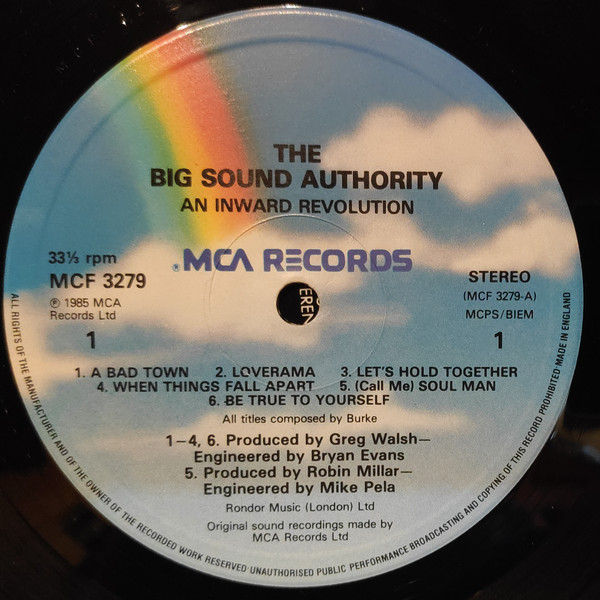 THE
BIG SOUND AUTHORITY
AN INWARD REVOLUTION
®MCA RECORDS
33⅓ rpm
MCF 3279
℗ 1985 MCA
Records Ltd
1
STEREO
(MCF 3279-A)
MCPS/BIEM
1
1. A BAD TOWN 2. LOVERAMA 3. LET'S HOLD TOGETHER
4. WHEN THINGS FALL APART 5. (Call Me) SOUL MAN
6. BE TRUE TO YOURSELF
All titles composed by Burke
1–4, 6. Produced by Greg Walsh–
Engineered by Bryan Evans
5. Produced by Robin Millar–
Engineered by Mike Pela
Rondor Music (London) Ltd
Original sound recordings made by
MCA Records Ltd
ALL RIGHTS OF THE MANUFACTURER AND OF THE OWNER OF THE RECORDED WORK RESERVED·UNAUTHORISED PUBLIC PERFORMANCE BROADCASTING AND COPYING OF THIS RECORD PROHIBITED·MADE IN ENGLAND